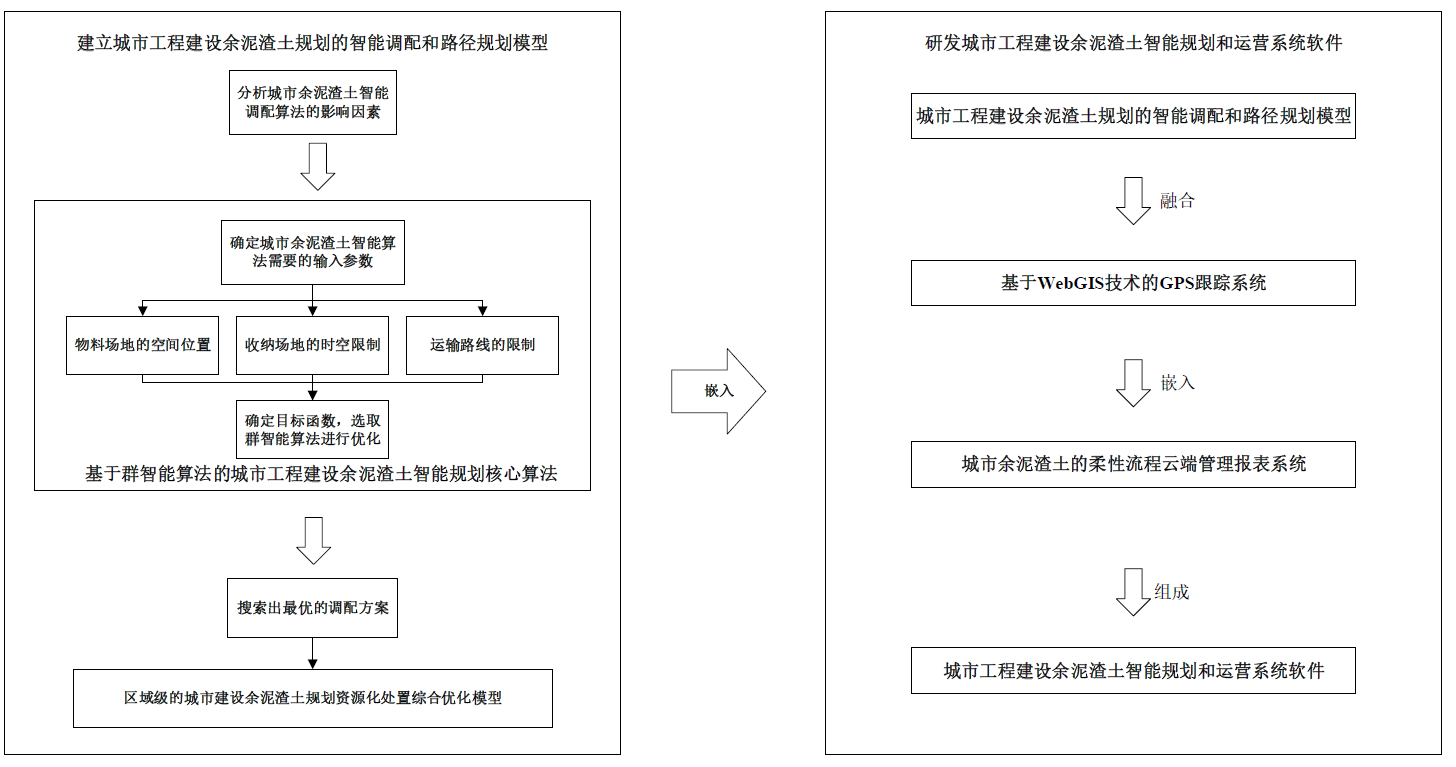 建立城市工程建设余泥渣土规划的智能调配和路径规划模型
分析城市余泥渣土智能
调配算法的影响因素
确定城市余泥渣土智能算
法需要的输入参数
物料场地的空间位置
收纳场地的时空限制
运输路线的限制
确定目标函数，选取
群智能算法进行优化
基于群智能算法的城市工程建设余泥渣土智能规划核心算法
搜索出最优的调配方案
区域级的城市建设余泥渣土规划资源化处置综合优化模型
嵌入
研发城市工程建设余泥渣土智能规划和运营系统软件
城市工程建设余泥渣土规划的智能调配和路径规划模型
融合
基于WebGIS技术的GPS跟踪系统
嵌入
城市余泥渣土的柔性流程云端管理报表系统
组成
城市工程建设余泥渣土智能规划和运营系统软件